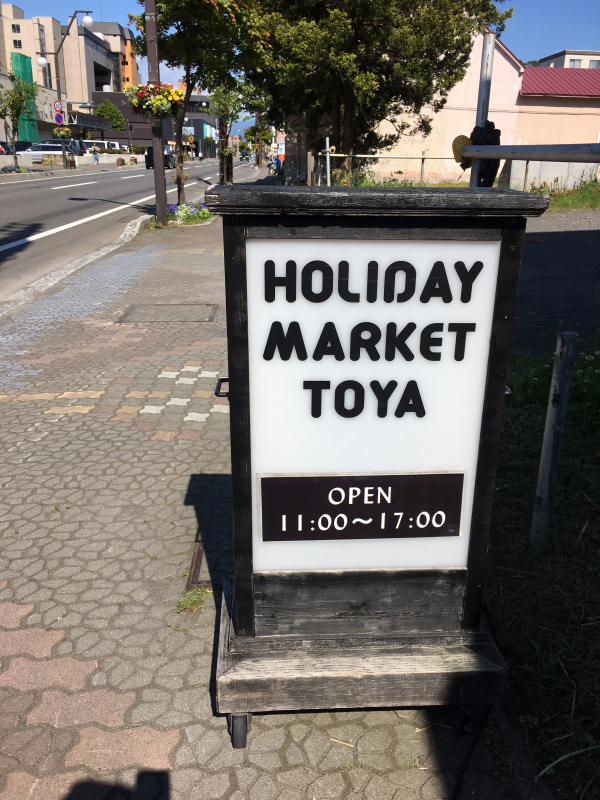 HOLIDAY
MARKET
TOYA
OPEN
11:00～17:00